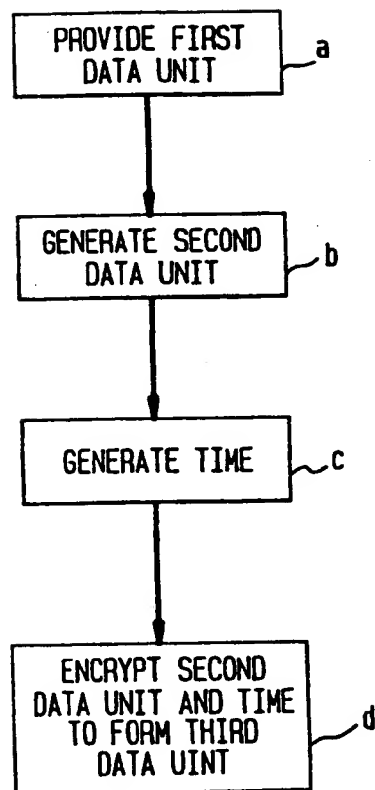 PROVIDE FIRST
DATA UNIT
a
GENERATE SECOND
DATA UNIT
b
GENERATE TIME
c
ENCRYPT SECOND
DATA UNIT AND TIME
TO FORM THIRD
DATA UINT
d